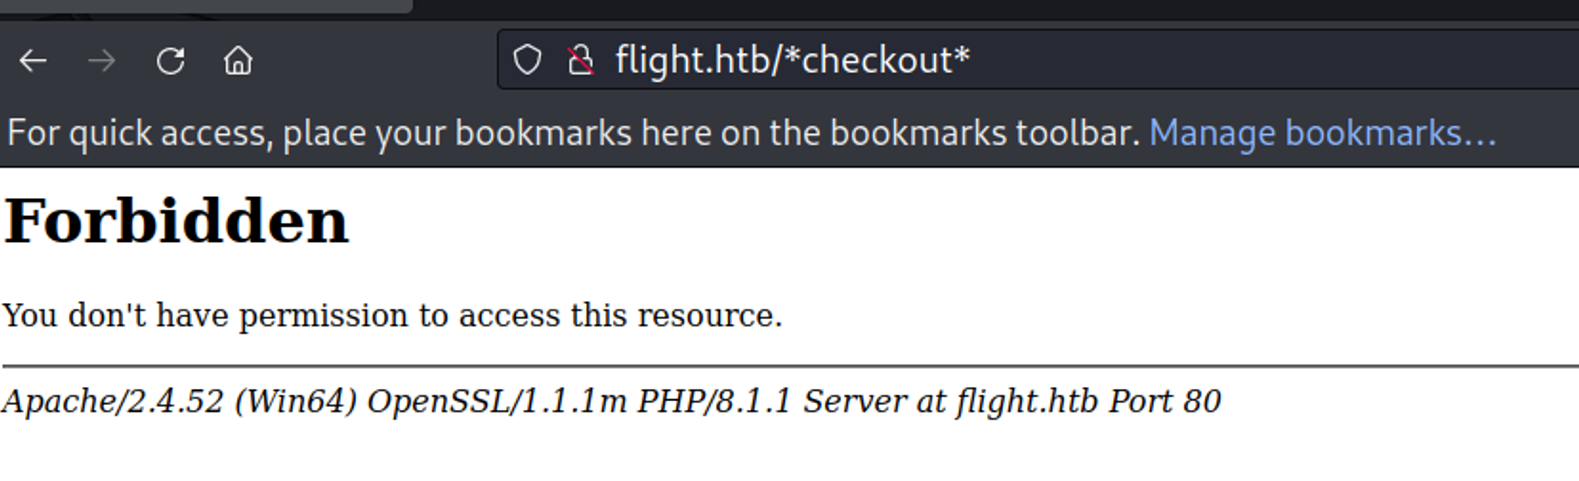 flight.htb/*checkout*
For quick access, place your bookmarks here on the bookmarks toolbar. Manage bookmarks...
Forbidden
You don't have permission to access this resource.
Apache/2.4.52 (Win64) OpenSSL/1.1.1m PHP/8.1.1 Server at flight.htb Port 80